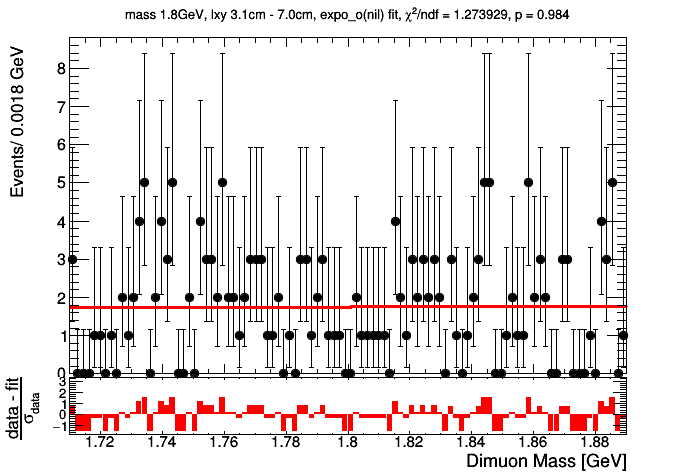 mass 1.8GeV, lxy 3.1cm - 7.0cm, expo_o(nil) fit, χ²/ndf = 1.273929, p = 0.984
Events/ 0.0018 GeV
8
7
6
5
4
3
2
1
0
data - fit
σdata
3
2
1
0
−1
1.72 1.74 1.76 1.78 1.8 1.82 1.84 1.86 1.88
Dimuon Mass [GeV]